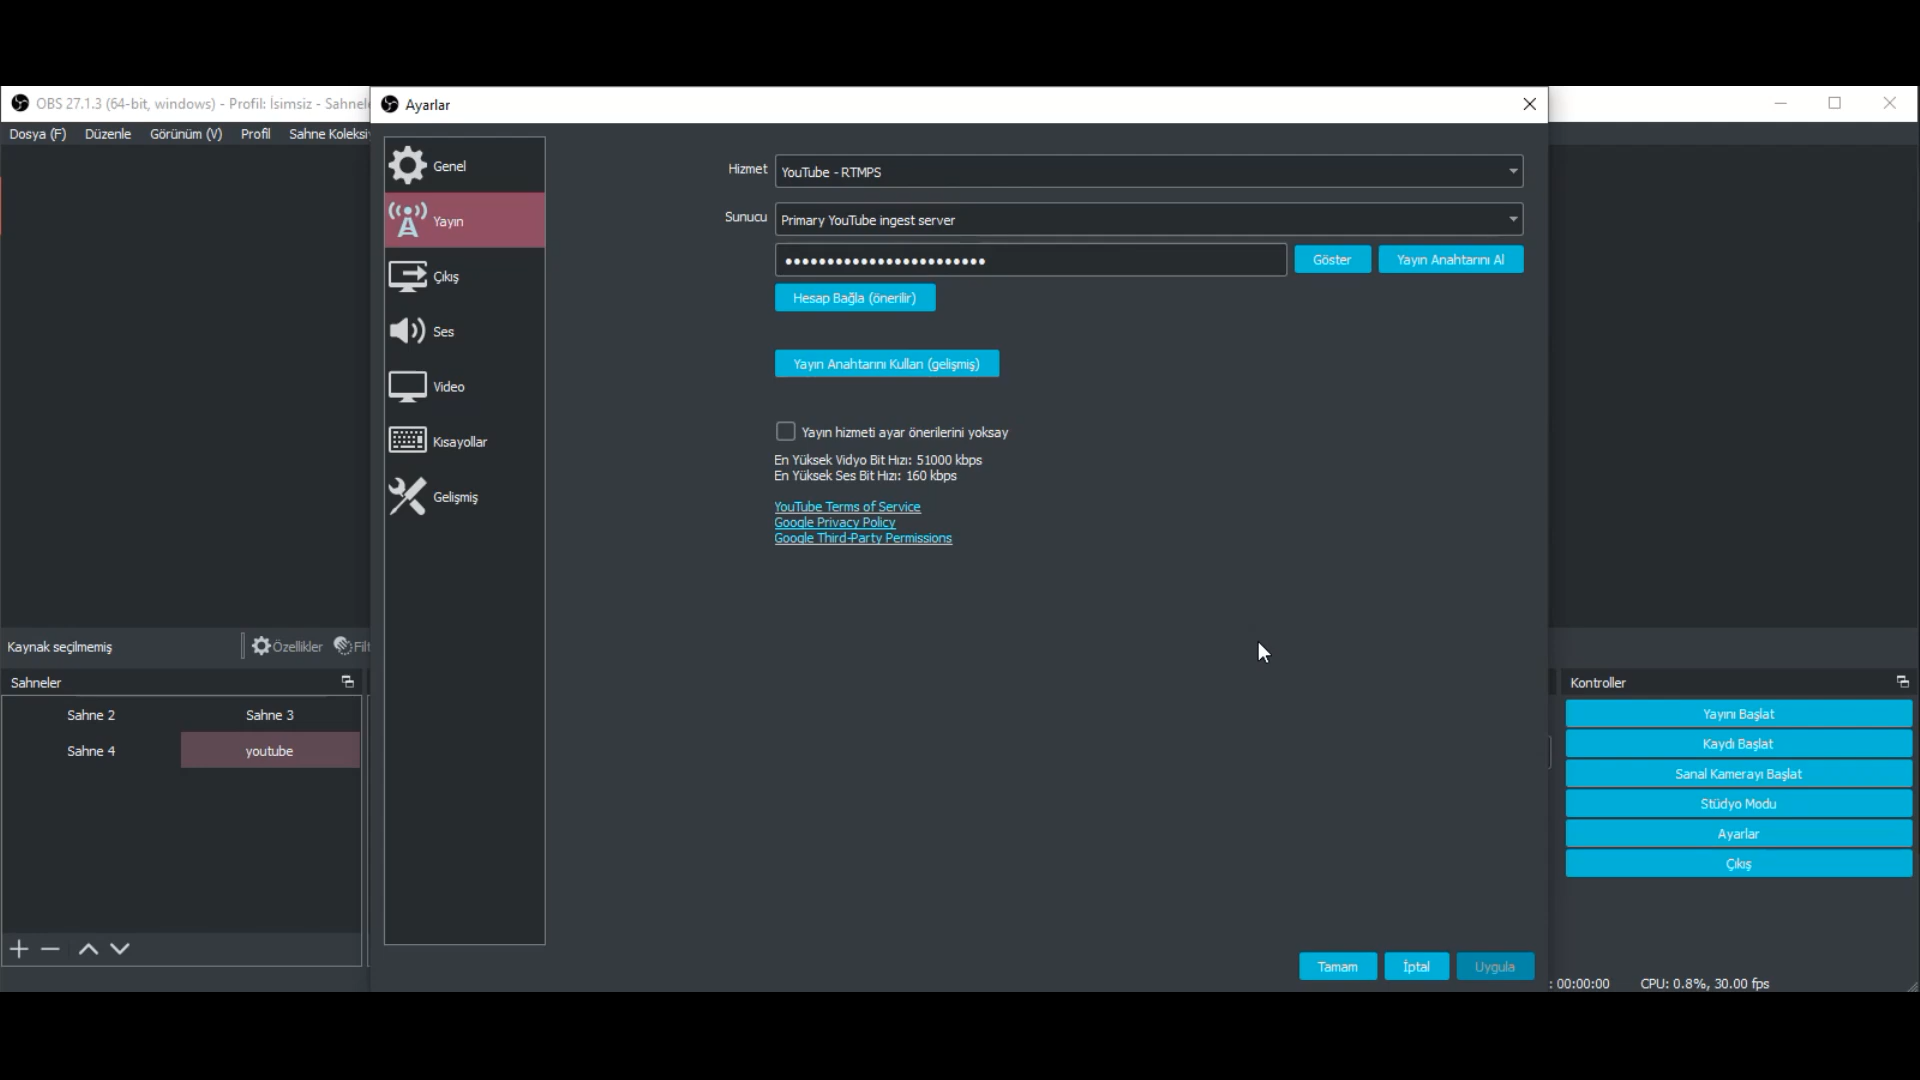 OBS 27.1.3 (64-bit, windows) - Profil: İsimsiz - Sahnele
Ayarlar
Dosya (F) Düzenle Görünüm (V) Profil Sahne Koleksi
Genel
Yayın
Çıkış
Ses
Video
Kısayollar
Gelişmiş
Hizmet YouTube - RTMPS
Sunucu Primary YouTube ingest server
●●●●●●●●●●●●●●●●●●●●●●●● Göster Yayın Anahtarını Al
Hesap Bağla (önerilir)
Yayın Anahtarını Kullan (gelişmiş)
Yayın hizmeti ayar önerilerini yoksay
En Yüksek Vidyo Bit Hızı: 51000 kbps
En Yüksek Ses Bit Hızı: 160 kbps
YouTube Terms of Service
Google Privacy Policy
Google Third-Party Permissions
Kaynak seçilmemiş Özellikler Filt
Sahneler
Sahne 2 Sahne 3
Sahne 4 youtube
Kontroller
Yayını Başlat
Kaydı Başlat
Sanal Kamerayı Başlat
Stüdyo Modu
Ayarlar
Çıkış
Tamam İptal Uygula
: 00:00:00 CPU: 0.8%, 30.00 fps